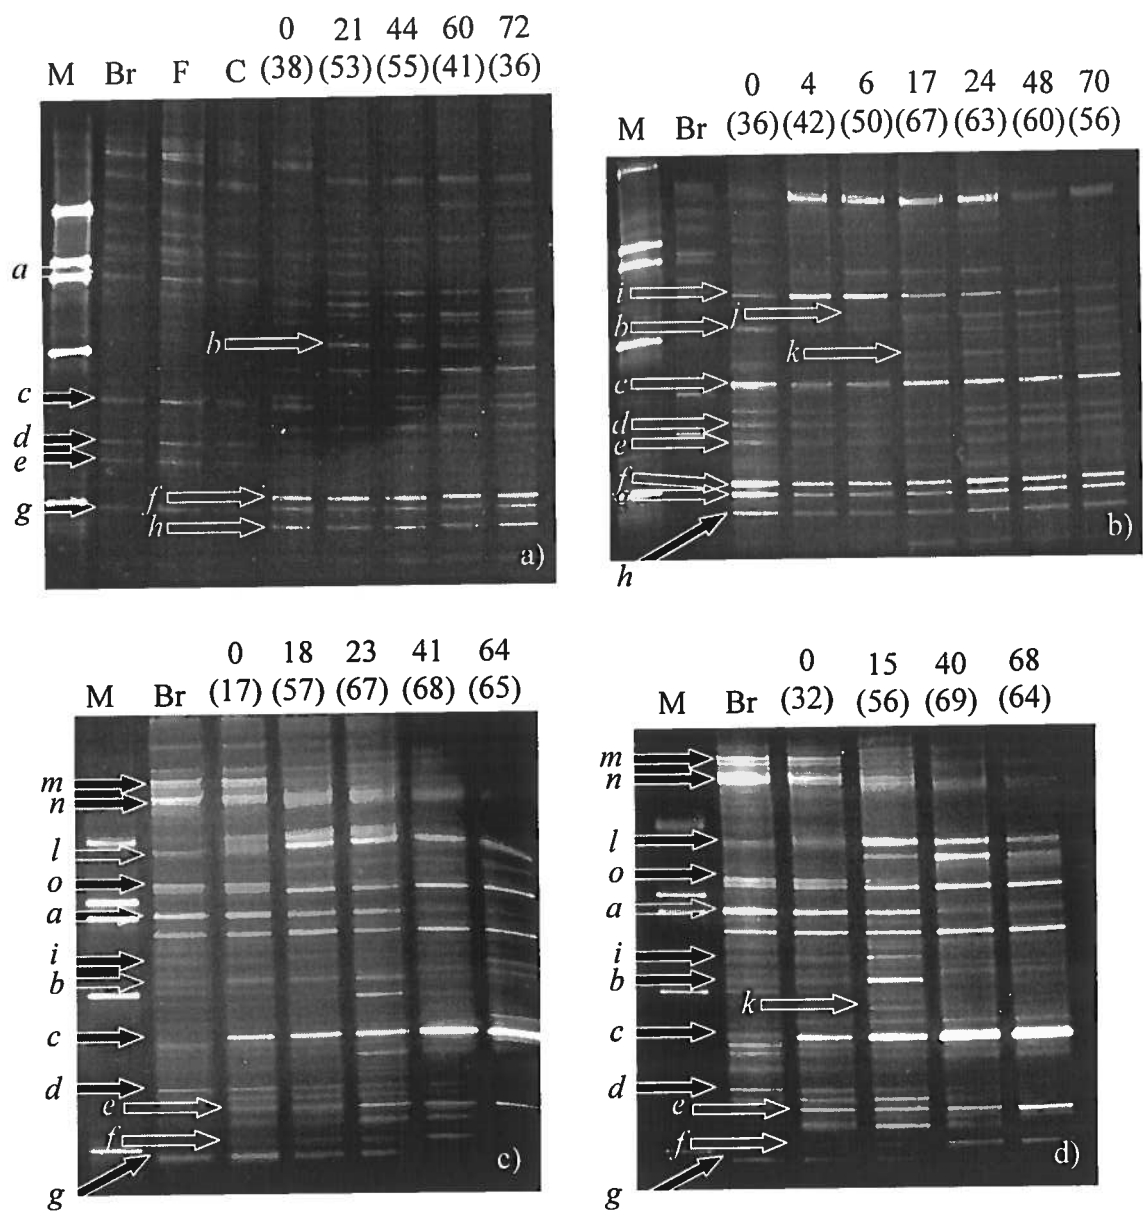 0 21 44 60 72
M Br F C (38) (53) (55) (41) (36)
a
b
c
d
e
f
g
h
a)
0 4 6 17 24 48 70
M Br (36) (42) (50) (67) (63) (60) (56)
i
j
b
k
c
d
e
f
g
h
b)
0 18 23 41 64
M Br (17) (57) (67) (68) (65)
m
n
l
o
a
i
b
c
d
e
f
g
c)
0 15 40 68
M Br (32) (56) (69) (64)
m
n
l
o
a
i
b
k
c
d
e
f
g
d)